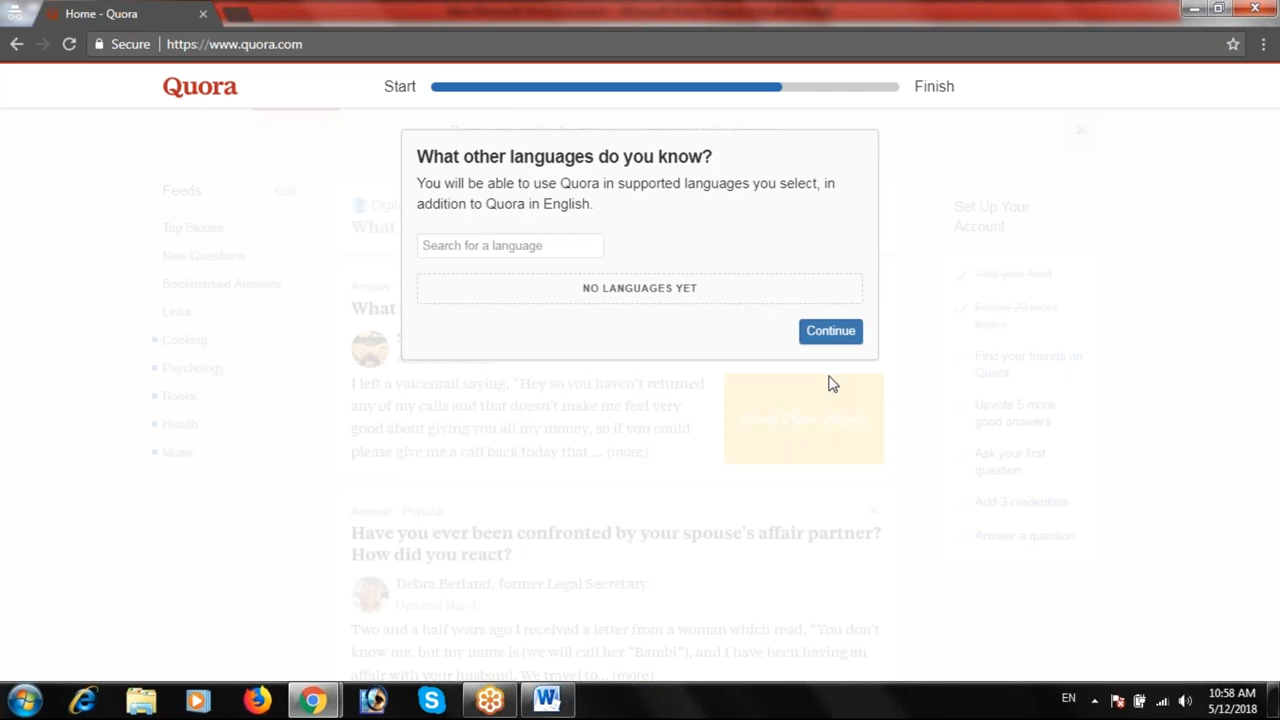 Home - Quora
Secure
https://www.quora.com
Quora
Start
Finish
What other languages do you know?
You will be able to use Quora in supported languages you select, in
addition to Quora in English.
Search for a language
NO LANGUAGES YET
Continue
Feeds
Edit
Top Stories
New Questions
Bookmarked Answers
Links
Cooking
Psychology
Books
Health
Music
What
Answer
What
I left a voicemail saying, "Hey so you haven't returned
any of my calls and that doesn't make me feel very
good about giving you all my money, so if you could
please give me a call back today that ... (more)
Answer Popular
Have you ever been confronted by your spouse's affair partner?
How did you react?
Debra Berland, former Legal Secretary
Updated Mar 4
Two and a half years ago I received a letter from a woman which read, "You don't
know me, but my name is (we will call her "Bambi"), and I have been having an
affair with your husband. We travel to... (more)
Set Up Your
Account
Visit your feed
Follow 20 more
topics
Find your friends on
Quora
Upvote 5 more
good answers
Ask your first
question
Add 3 credentials
Answer a question
EN
10:58 AM
5/12/2018